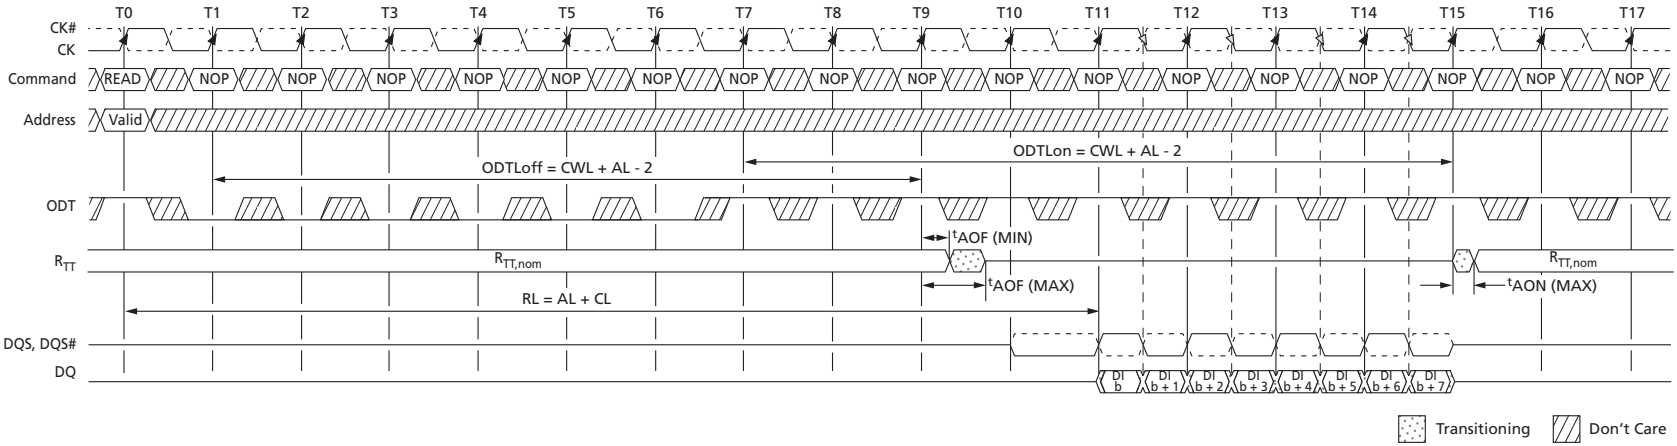 T0 T1 T2 T3 T4 T5 T6 T7 T8 T9 T10 T11 T12 T13 T14 T15 T16 T17
CK#
CK
Command READ NOP NOP NOP NOP NOP NOP NOP NOP NOP NOP NOP NOP NOP NOP NOP NOP NOP
Address Valid
ODTLon = CWL + AL - 2
ODTLoff = CWL + AL - 2
ODT
tAOF (MIN)
RTT RTT,nom RTT,nom
tAOF (MAX) tAON (MAX)
RL = AL + CL
DQS, DQS#
DQ
DI b DI b + 1 DI b + 2 DI b + 3 DI b + 4 DI b + 5 DI b + 6 DI b + 7
Transitioning Don't Care